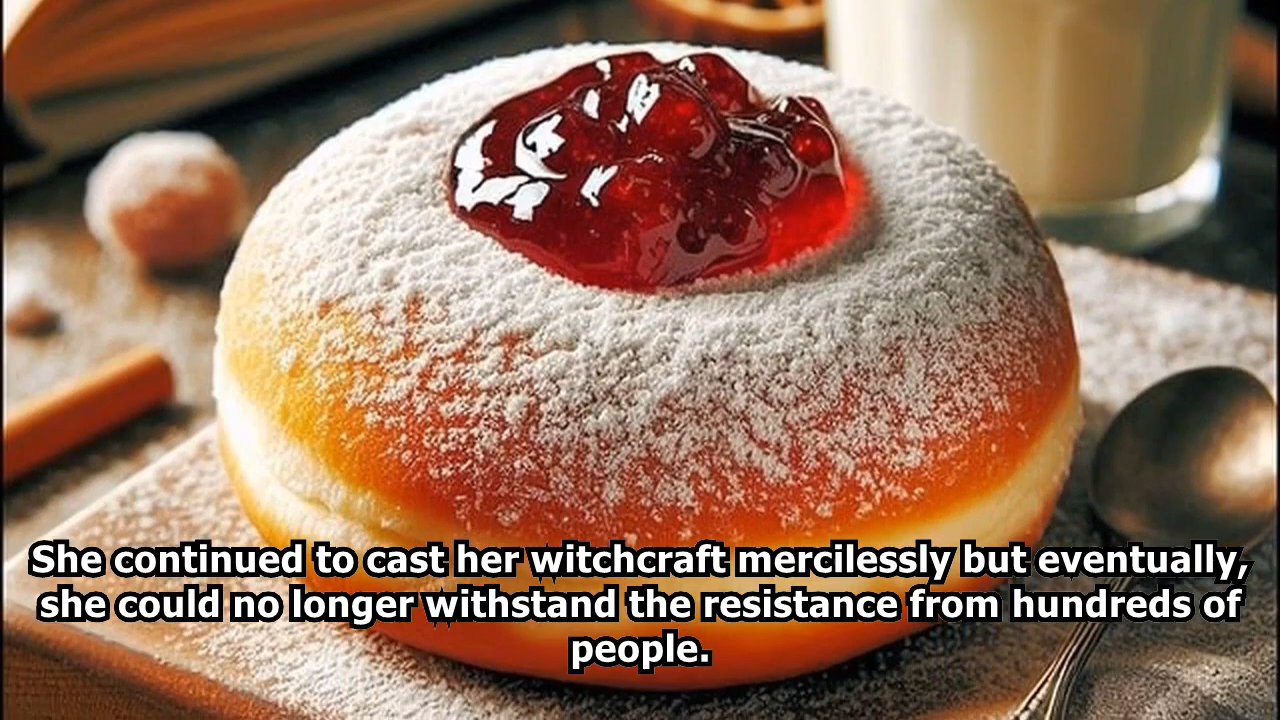 She continued to cast her witchcraft mercilessly but eventually,
she could no longer withstand the resistance from hundreds of
people.